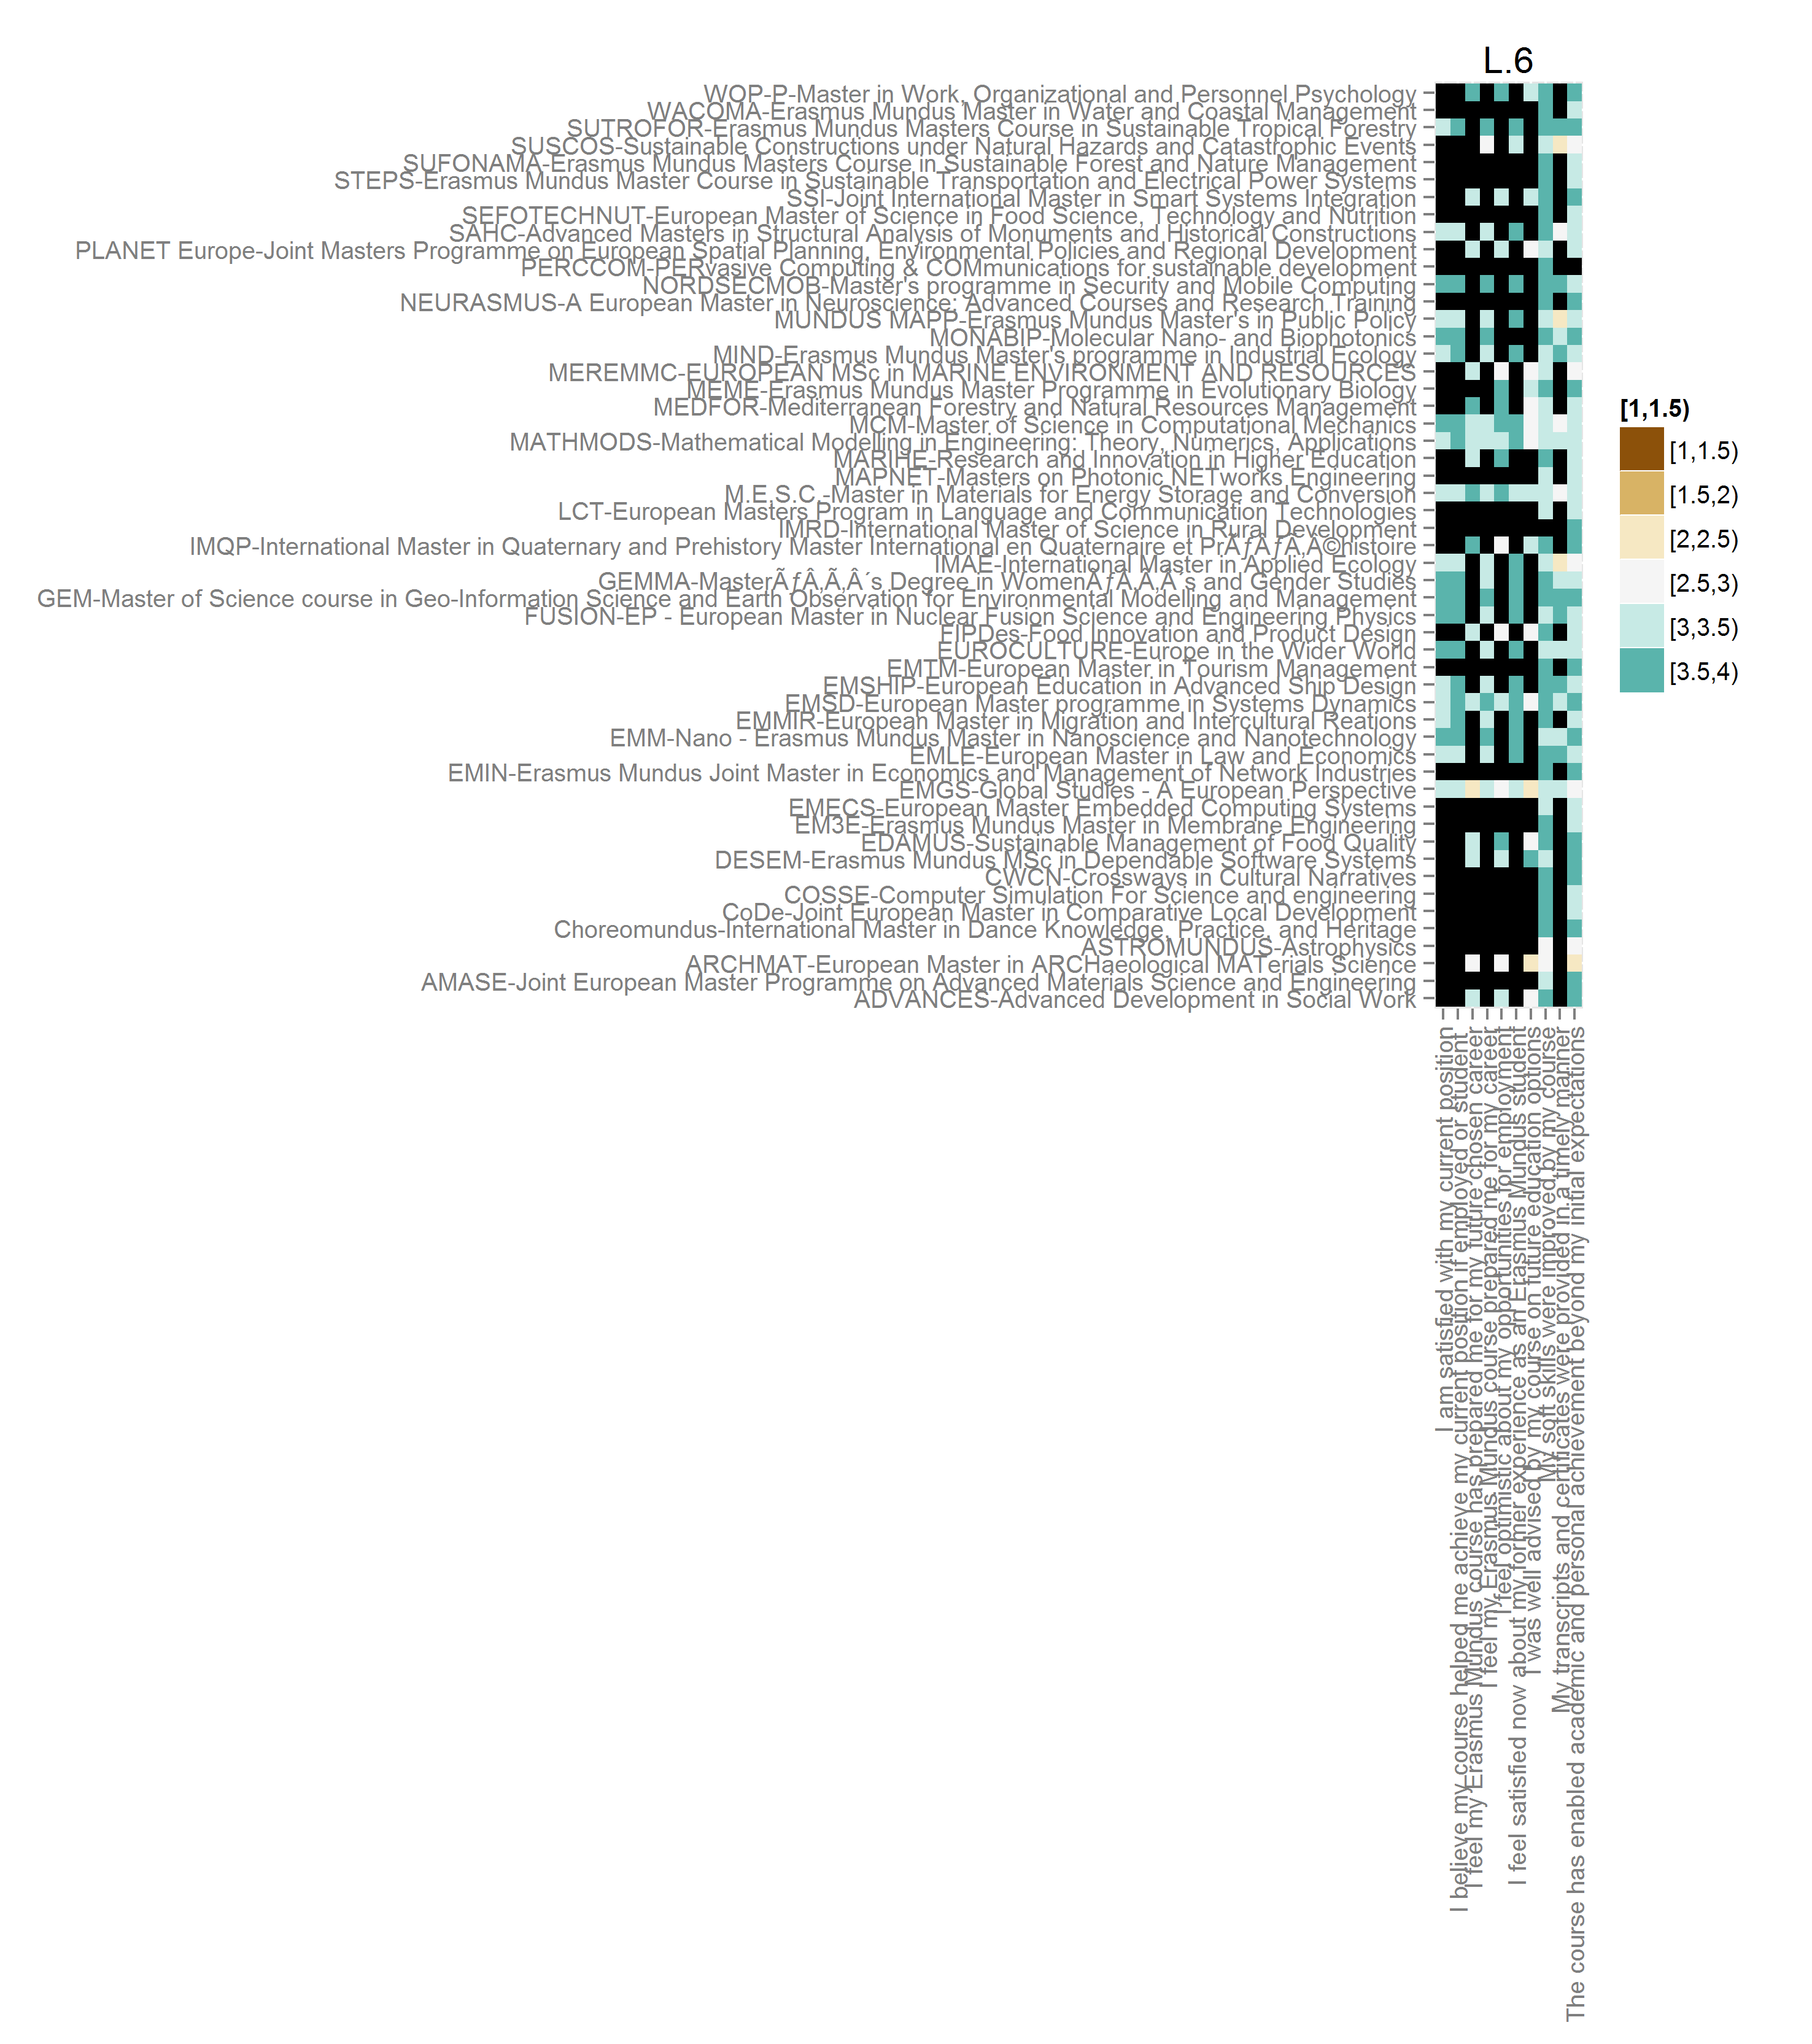 L.6
WOP-P-Master in Work, Organizational and Personnel Psychology
WACOMA-Erasmus Mundus Master in Water and Coastal Management
SUTROFOR-Erasmus Mundus Masters Course in Sustainable Tropical Forestry
SUSCOS-Sustainable Constructions under Natural Hazards and Catastrophic Events
SUFONAMA-Erasmus Mundus Masters Course in Sustainable Forest and Nature Management
STEPS-Erasmus Mundus Master Course in Sustainable Transportation and Electrical Power Systems
SSI-Joint International Master in Smart Systems Integration
SEFOTECHNUT-European Master of Science in Food Science, Technology and Nutrition
SAHC-Advanced Masters in Structural Analysis of Monuments and Historical Constructions
PLANET Europe-Joint Masters Programme on European Spatial Planning, Environmental Policies and Regional Development
PERCCOM-PERvasive Computing & COMmunications for sustainable development
NORDSECMOB-Master's programme in Security and Mobile Computing
NEURASMUS-A European Master in Neuroscience: Advanced Courses and Research Training
MUNDUS MAPP-Erasmus Mundus Master's in Public Policy
MONABIP-Molecular Nano- and Biophotonics
MIND-Erasmus Mundus Master's programme in Industrial Ecology
MEREMMC-EUROPEAN MSc in MARINE ENVIRONMENT AND RESOURCES
MEME-Erasmus Mundus Master Programme in Evolutionary Biology
MEDFOR-Mediterranean Forestry and Natural Resources Management
MCM-Master of Science in Computational Mechanics
MATHMODS-Mathematical Modelling in Engineering: Theory, Numerics, Applications
MARIHE-Research and Innovation in Higher Education
MAPNET-Masters on Photonic NETworks Engineering
M.E.S.C.-Master in Materials for Energy Storage and Conversion
LCT-European Masters Program in Language and Communication Technologies
IMRD-International Master of Science in Rural Development
IMQP-International Master in Quaternary and Prehistory Master International en Quaternaire et PrÃƒÂƒÃ‚Â©histoire
IMAE-International Master in Applied Ecology
GEMMA-MasterÃƒÂ‚Ã‚Â´s Degree in WomenÃƒÂ‚Ã‚Â´s and Gender Studies
GEM-Master of Science course in Geo-Information Science and Earth Observation for Environmental Modelling and Management
FUSION-EP - European Master in Nuclear Fusion Science and Engineering Physics
FIPDes-Food Innovation and Product Design
EUROCULTURE-Europe in the Wider World
EMTM-European Master in Tourism Management
EMSHIP-European Education in Advanced Ship Design
EMSD-European Master programme in Systems Dynamics
EMMIR-European Master in Migration and Intercultural Reations
EMM-Nano - Erasmus Mundus Master in Nanoscience and Nanotechnology
EMLE-European Master in Law and Economics
EMIN-Erasmus Mundus Joint Master in Economics and Management of Network Industries
EMGS-Global Studies - A European Perspective
EMECS-European Master Embedded Computing Systems
EM3E-Erasmus Mundus Master in Membrane Engineering
EDAMUS-Sustainable Management of Food Quality
DESEM-Erasmus Mundus MSc in Dependable Software Systems
CWCN-Crossways in Cultural Narratives
COSSE-Computer Simulation For Science and engineering
CoDe-Joint European Master in Comparative Local Development
Choreomundus-International Master in Dance Knowledge, Practice, and Heritage
ASTROMUNDUS-Astrophysics
ARCHMAT-European Master in ARCHaeological MATerials Science
AMASE-Joint European Master Programme on Advanced Materials Science and Engineering
ADVANCES-Advanced Development in Social Work
I am satisfied with my current position
I believe my course helped me achieve my current position if employed or student
I feel my Erasmus Mundus course has prepared me for my future chosen career
I feel my Erasmus Mundus course prepared me for my career
I feel optimistic about my opportunities for employment
I feel satisfied now about my former experience as an Erasmus Mundus student
I was well advised by my course on future education options
My soft skills were improved by my course
My transcripts and certificates were provided in a timely manner
The course has enabled academic and personal achievement beyond my initial expectations
[1,1.5)
[1,1.5)
[1.5,2)
[2,2.5)
[2.5,3)
[3,3.5)
[3.5,4)